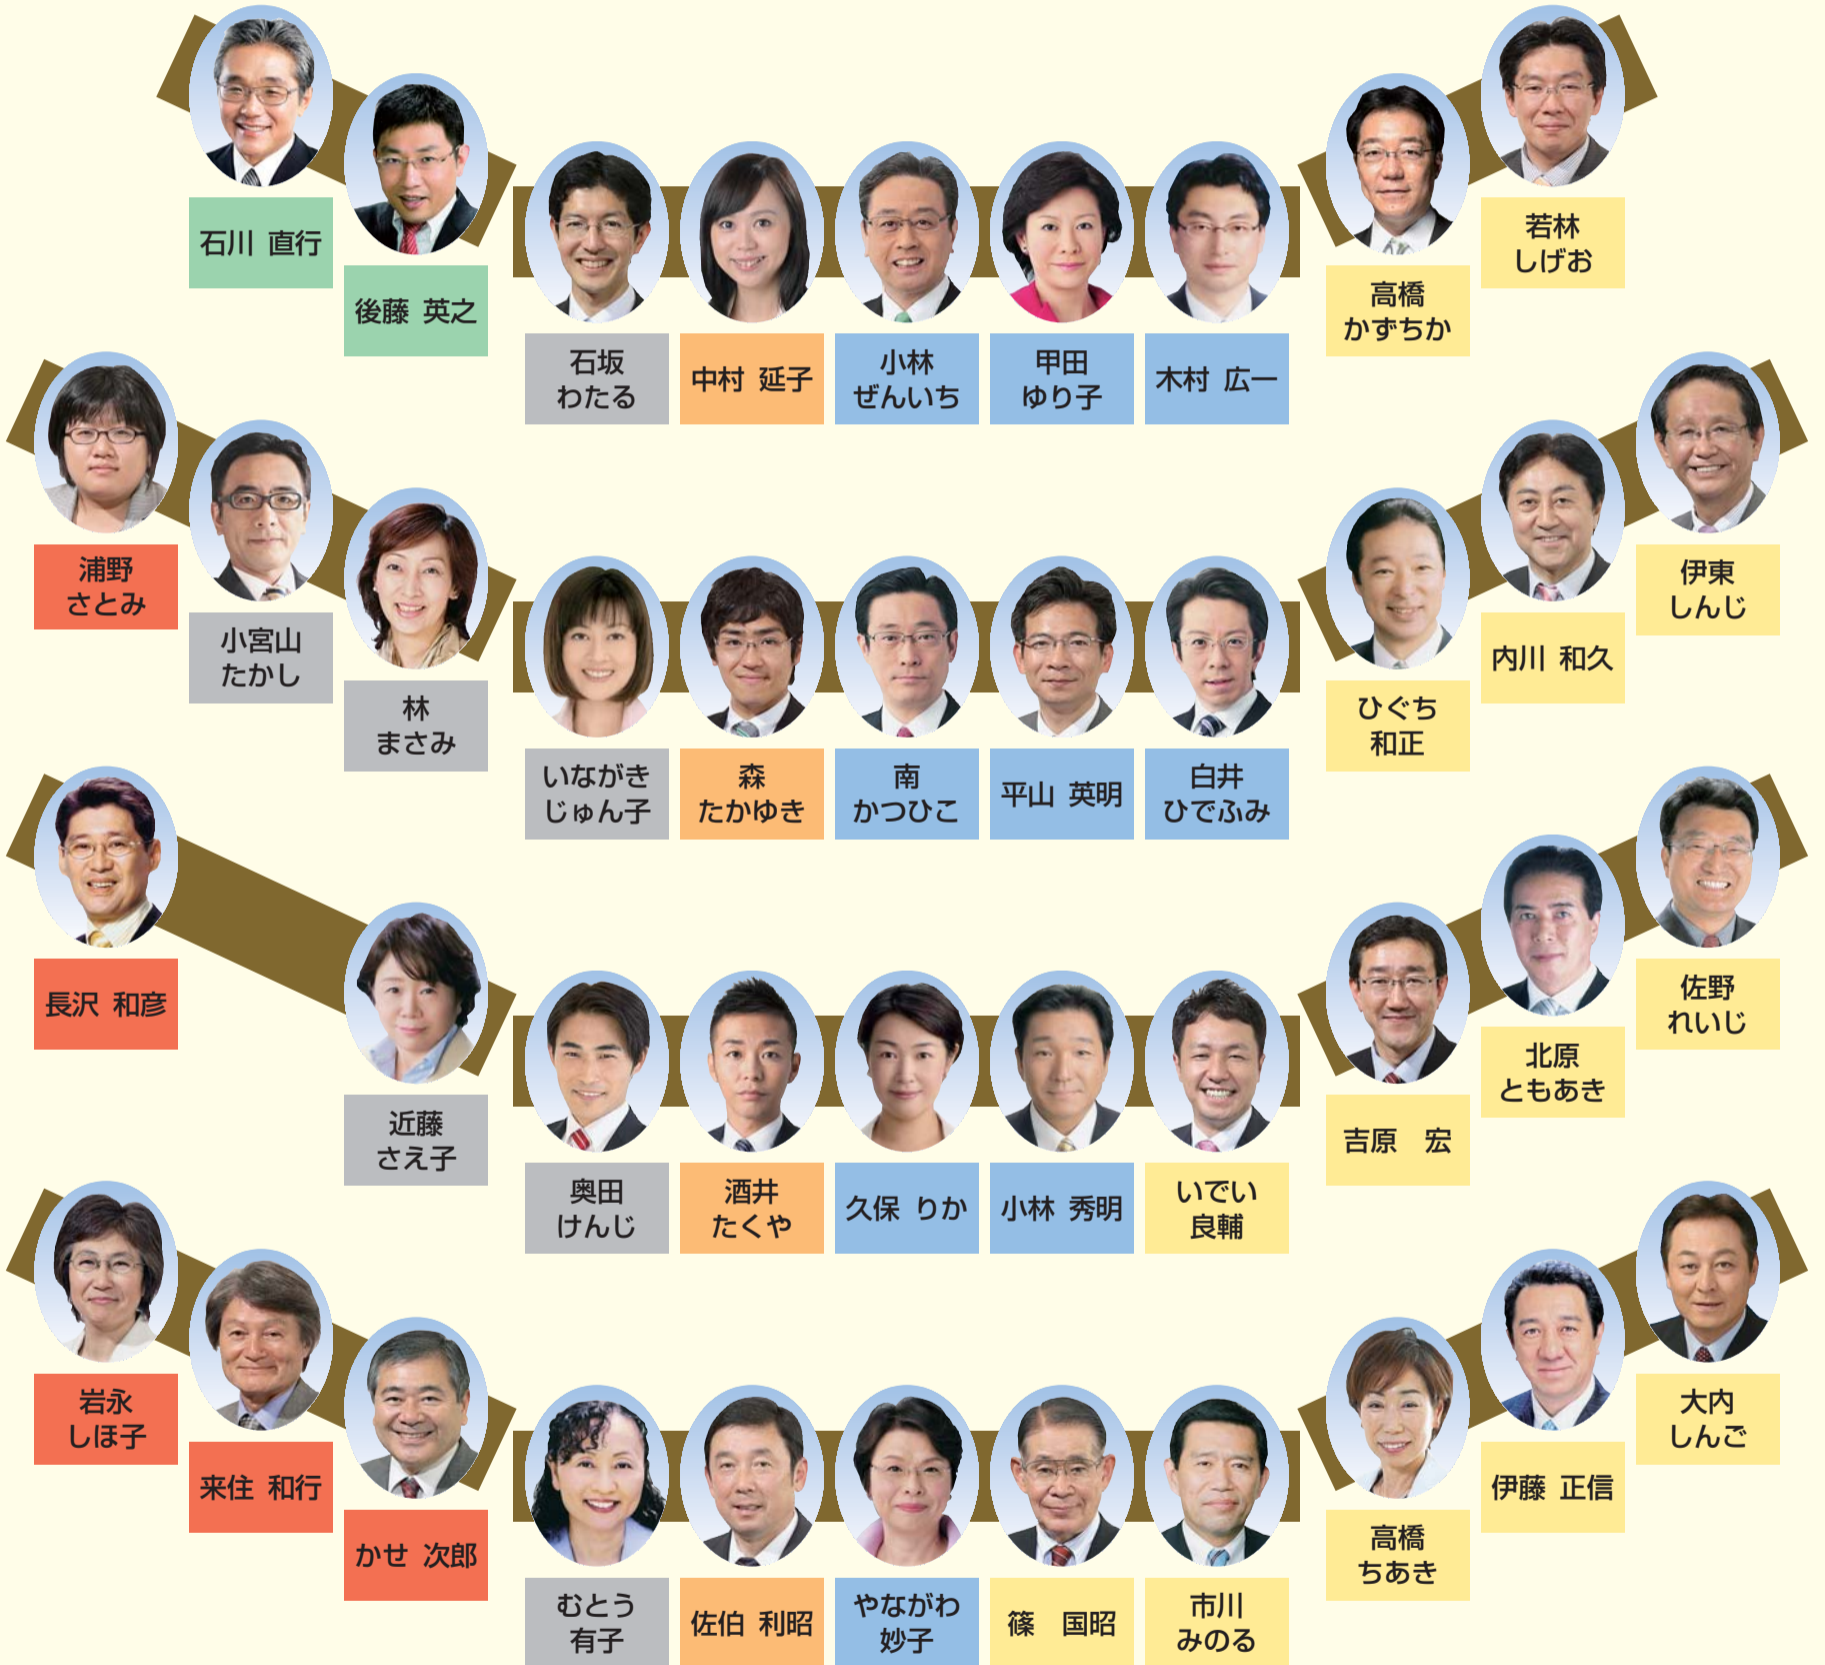 石川 直行
後藤 英之
石坂
わたる
中村 延子
小林
ぜんいち
甲田
ゆり子
木村 広一
高橋
かずちか
若林
しげお
浦野
さとみ
小宮山
たかし
林
まさみ
いながき
じゅん子
森
たかゆき
南
かつひこ
平山 英明
白井
ひでふみ
ひぐち
和正
内川 和久
伊東
しんじ
長沢 和彦
近藤
さえ子
奥田
けんじ
酒井
たくや
久保 りか
小林 秀明
いでい
良輔
吉原　宏
北原
ともあき
佐野
れいじ
岩永
しほ子
来住 和行
かせ 次郎
むとう
有子
佐伯 利昭
やながわ
妙子
篠　国昭
市川
みのる
高橋
ちあき
伊藤 正信
大内
しんご